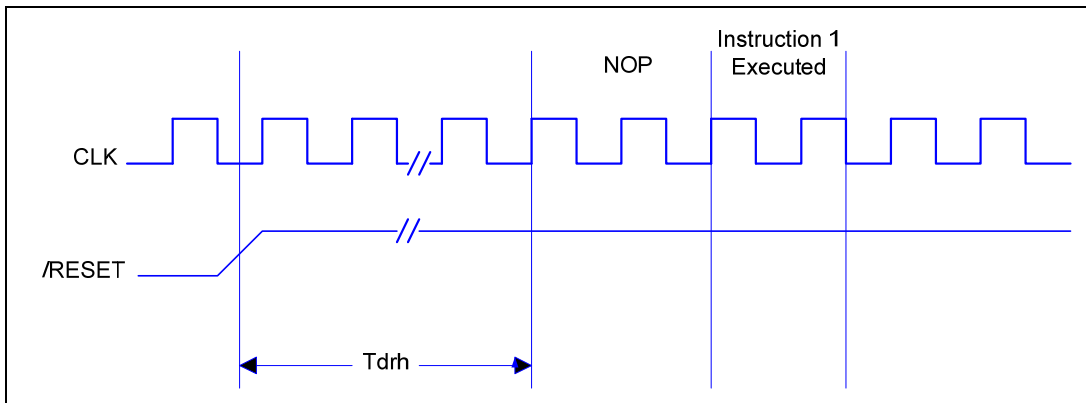 Instruction 1
NOP
Executed
CLK
/RESET
Tdrh